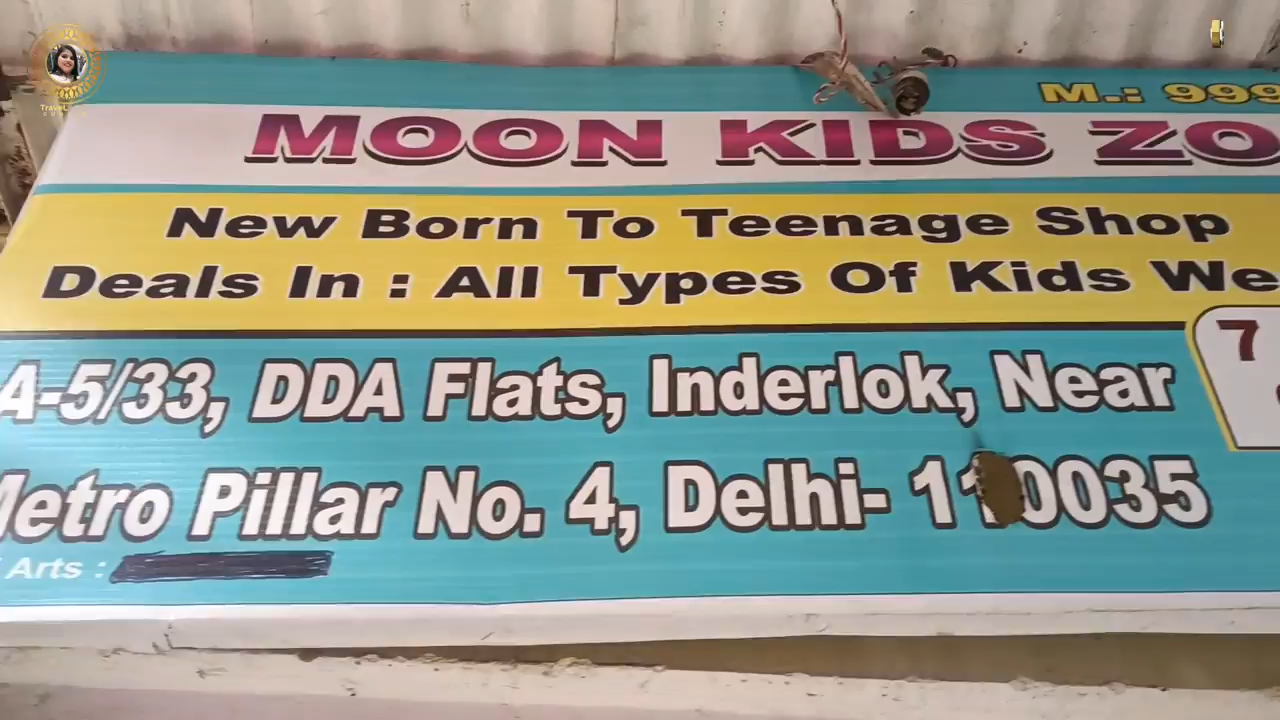 M.: 999
MOON KIDS ZO
New Born To Teenage Shop
Deals In : All Types Of Kids We
A-5/33, DDA Flats, Inderlok, Near
Metro Pillar No. 4, Delhi- 110035
Arts :
7